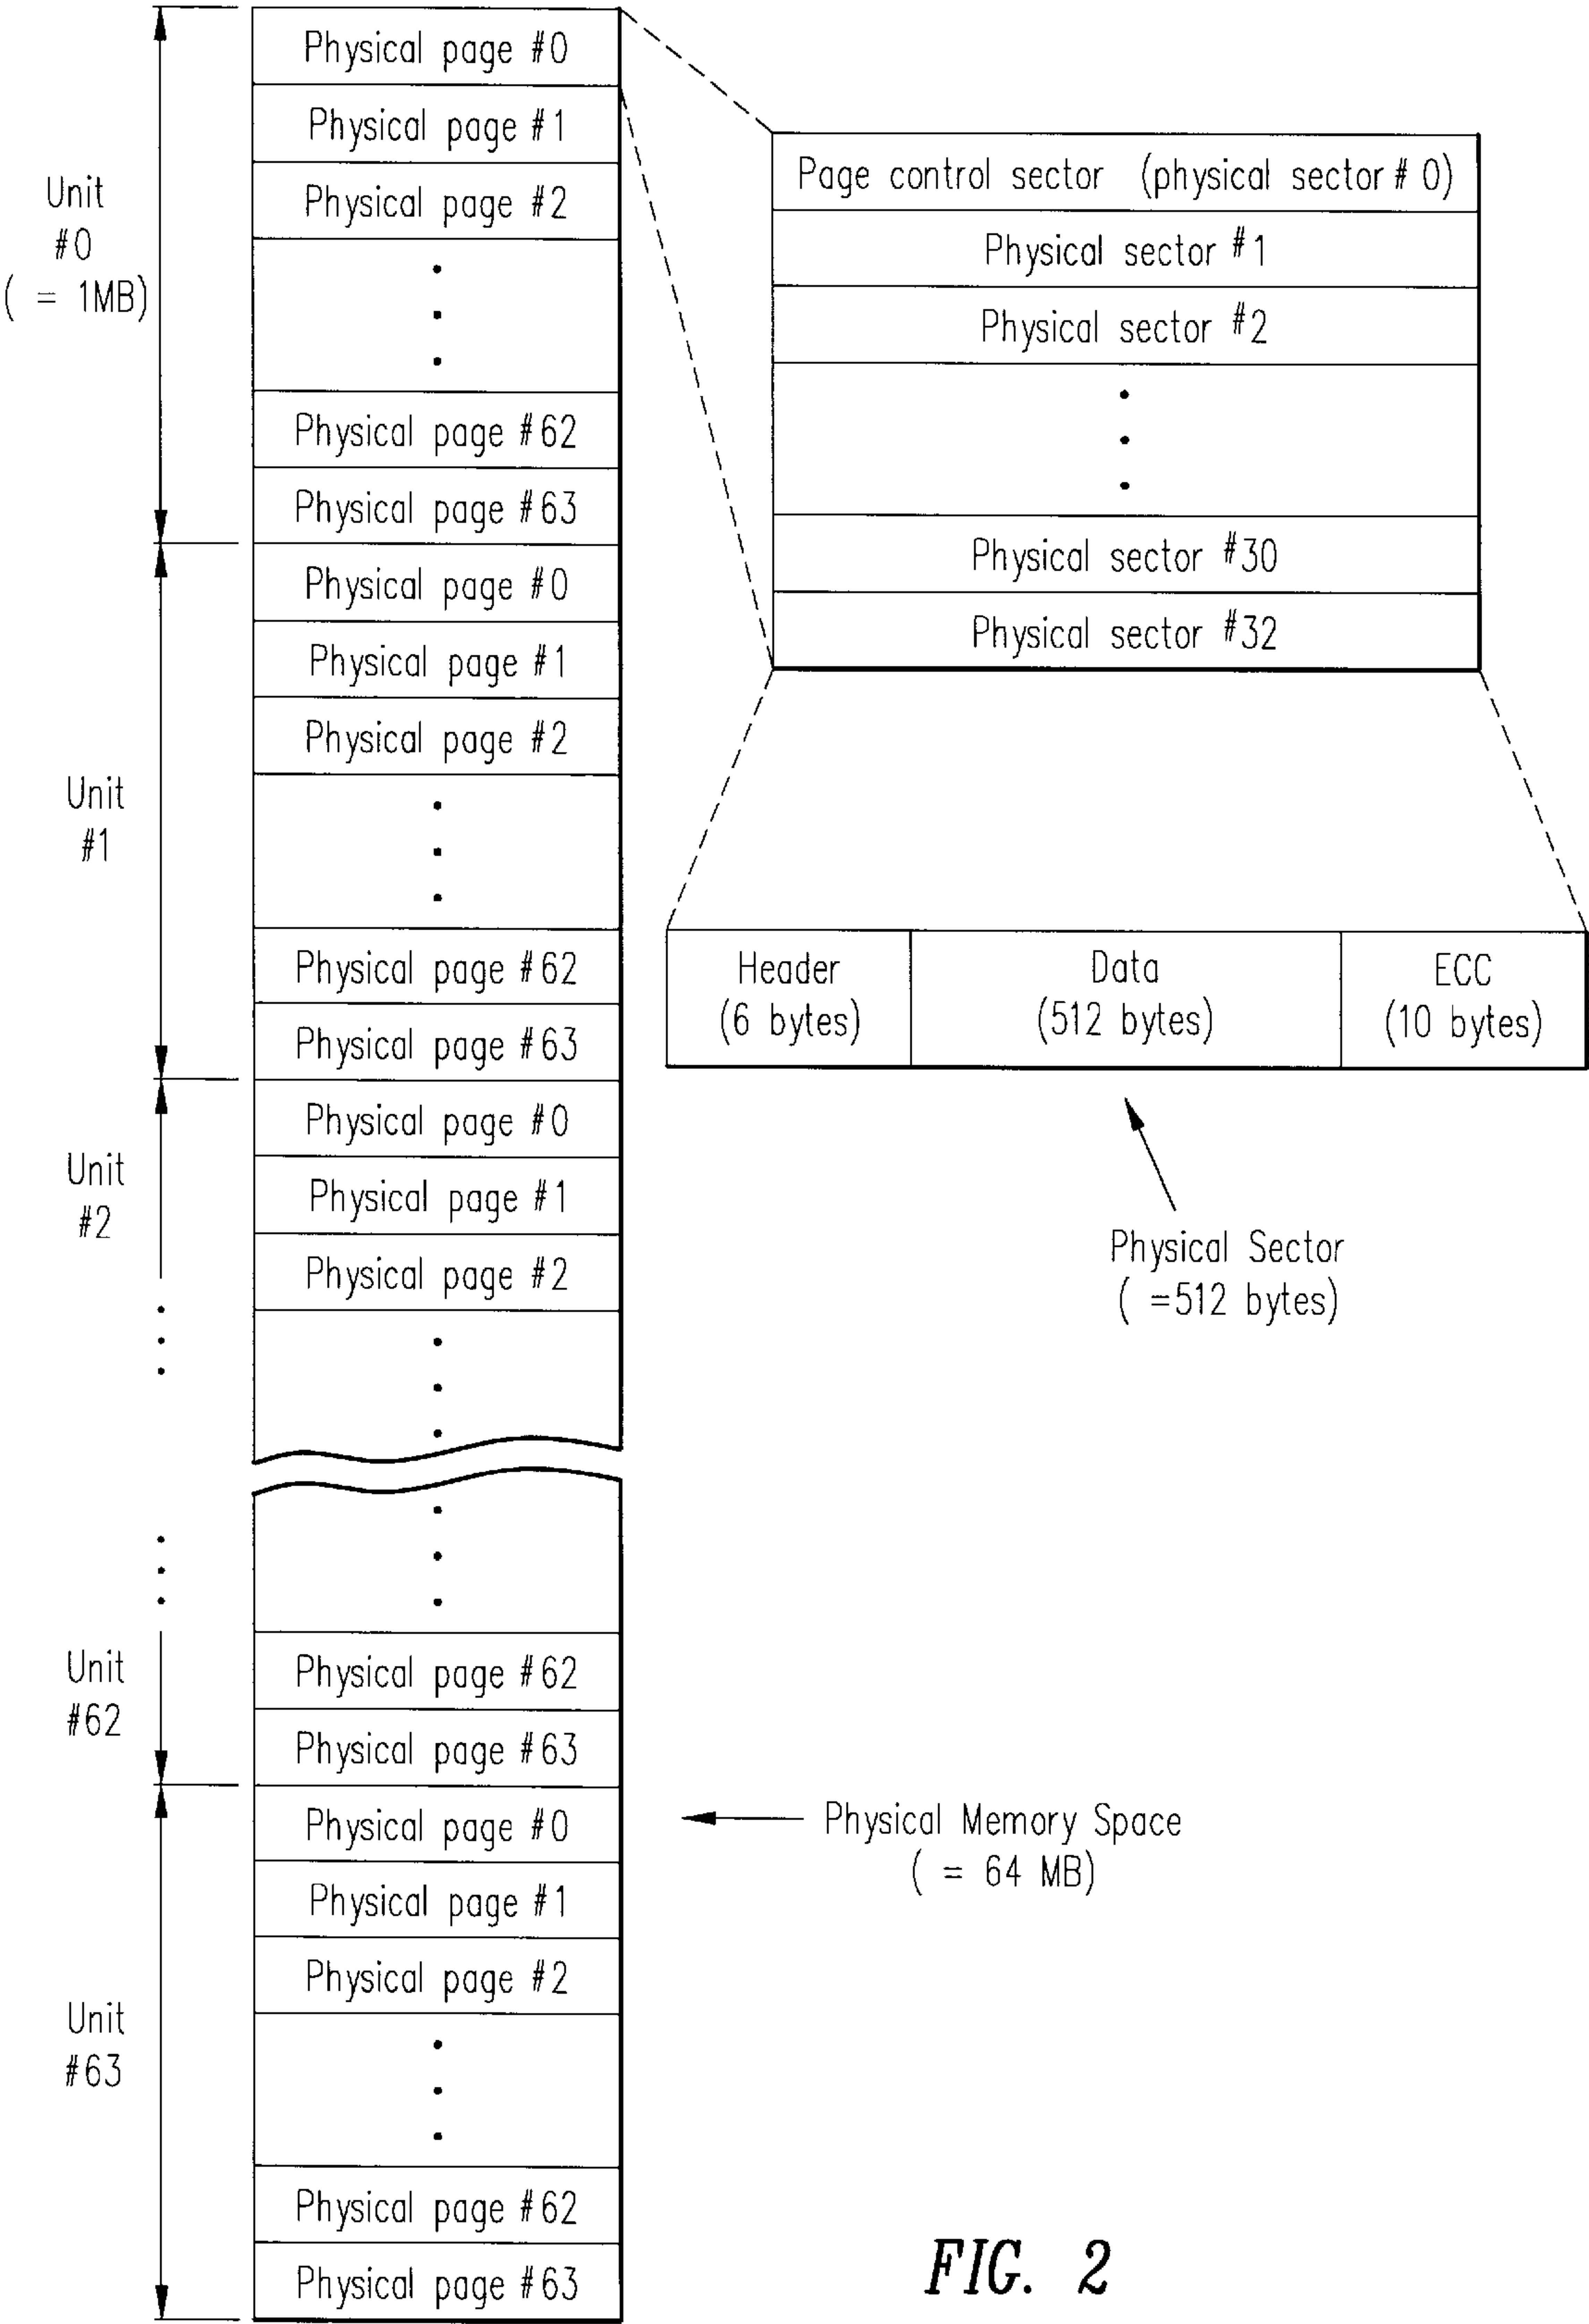 Unit
#0
( = 1MB)
Physical page #0
Physical page #1
Physical page #2
Physical page #62
Physical page #63
Unit
#1
Physical page #0
Physical page #1
Physical page #2
Physical page #62
Physical page #63
Unit
#2
Physical page #0
Physical page #1
Physical page #2
Unit
#62
Physical page #62
Physical page #63
Unit
#63
Physical page #0
Physical page #1
Physical page #2
Physical page #62
Physical page #63
Page control sector (physical sector # 0)
Physical sector #1
Physical sector #2
Physical sector #30
Physical sector #32
Header
(6 bytes)
Data
(512 bytes)
ECC
(10 bytes)
Physical Sector
( =512 bytes)
Physical Memory Space
( = 64 MB)
FIG. 2